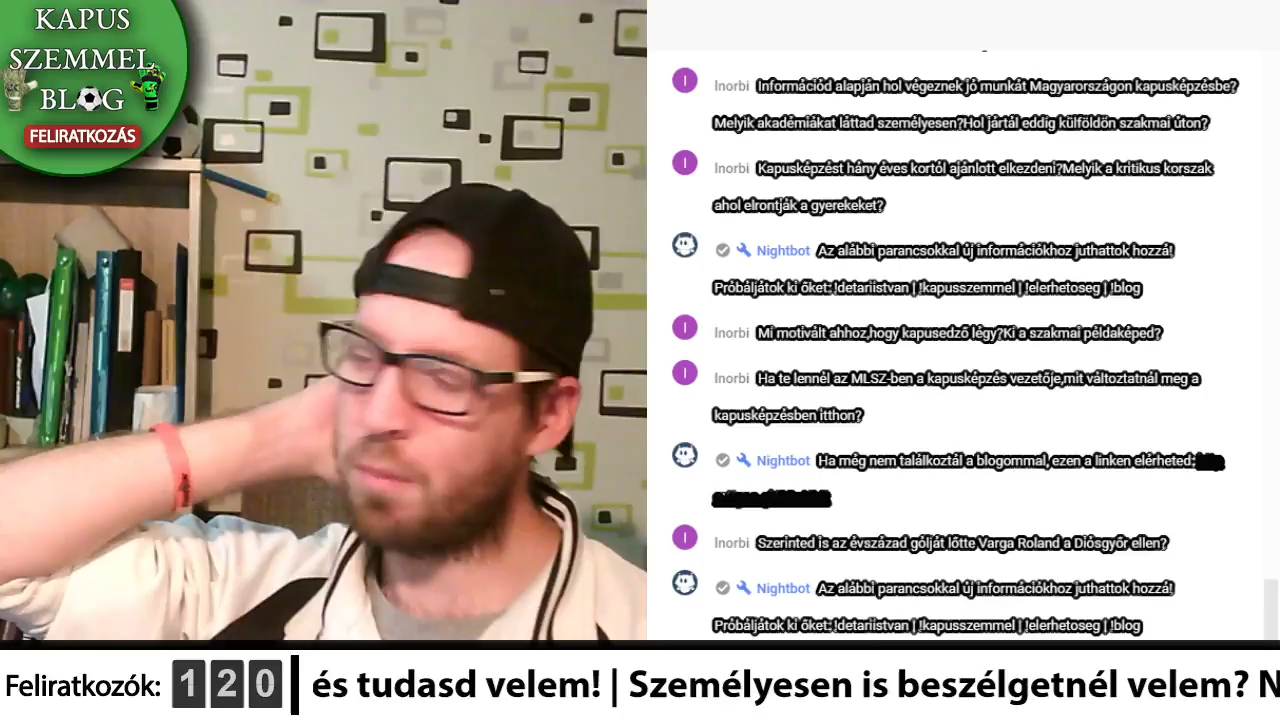 KAPUS
SZEMMEL
BLOG
FELIRATKOZÁS
I Inorbi Információd alapján hol végeznek jó munkát Magyarországon kapusképzésbe?
Melyik akadémiákat láttad személyesen?Hol jártál eddig külföldön szakmai úton?
I Inorbi Kapusképzést hány éves kortól ajánlott elkezdeni?Melyik a kritikus korszak
ahol elrontják a gyerekeket?
Nightbot Az alábbi parancsokkal új információkhoz juthattok hozzá!
Próbáljátok ki őket: !detariistvan | !kapusszemmel | !elerhetoseg | !blog
I Inorbi Mi motivált ahhoz,hogy kapusedző légy?Ki a szakmai példaképed?
I Inorbi Ha te lennél az MLSZ-ben a kapusképzés vezetője,mit változtatnál meg a
kapusképzésben itthon?
Nightbot Ha még nem találkoztál a blogommal, ezen a linken elérheted:
I Inorbi Szerinted is az évszázad gólját lőtte Varga Roland a Diósgyőr ellen?
Nightbot Az alábbi parancsokkal új információkhoz juthattok hozzá!
Próbáljátok ki őket: !detariistvan | !kapusszemmel | !elerhetoseg | !blog
Feliratkozók: 120 és tudasd velem! | Személyesen is beszélgetnél velem? N